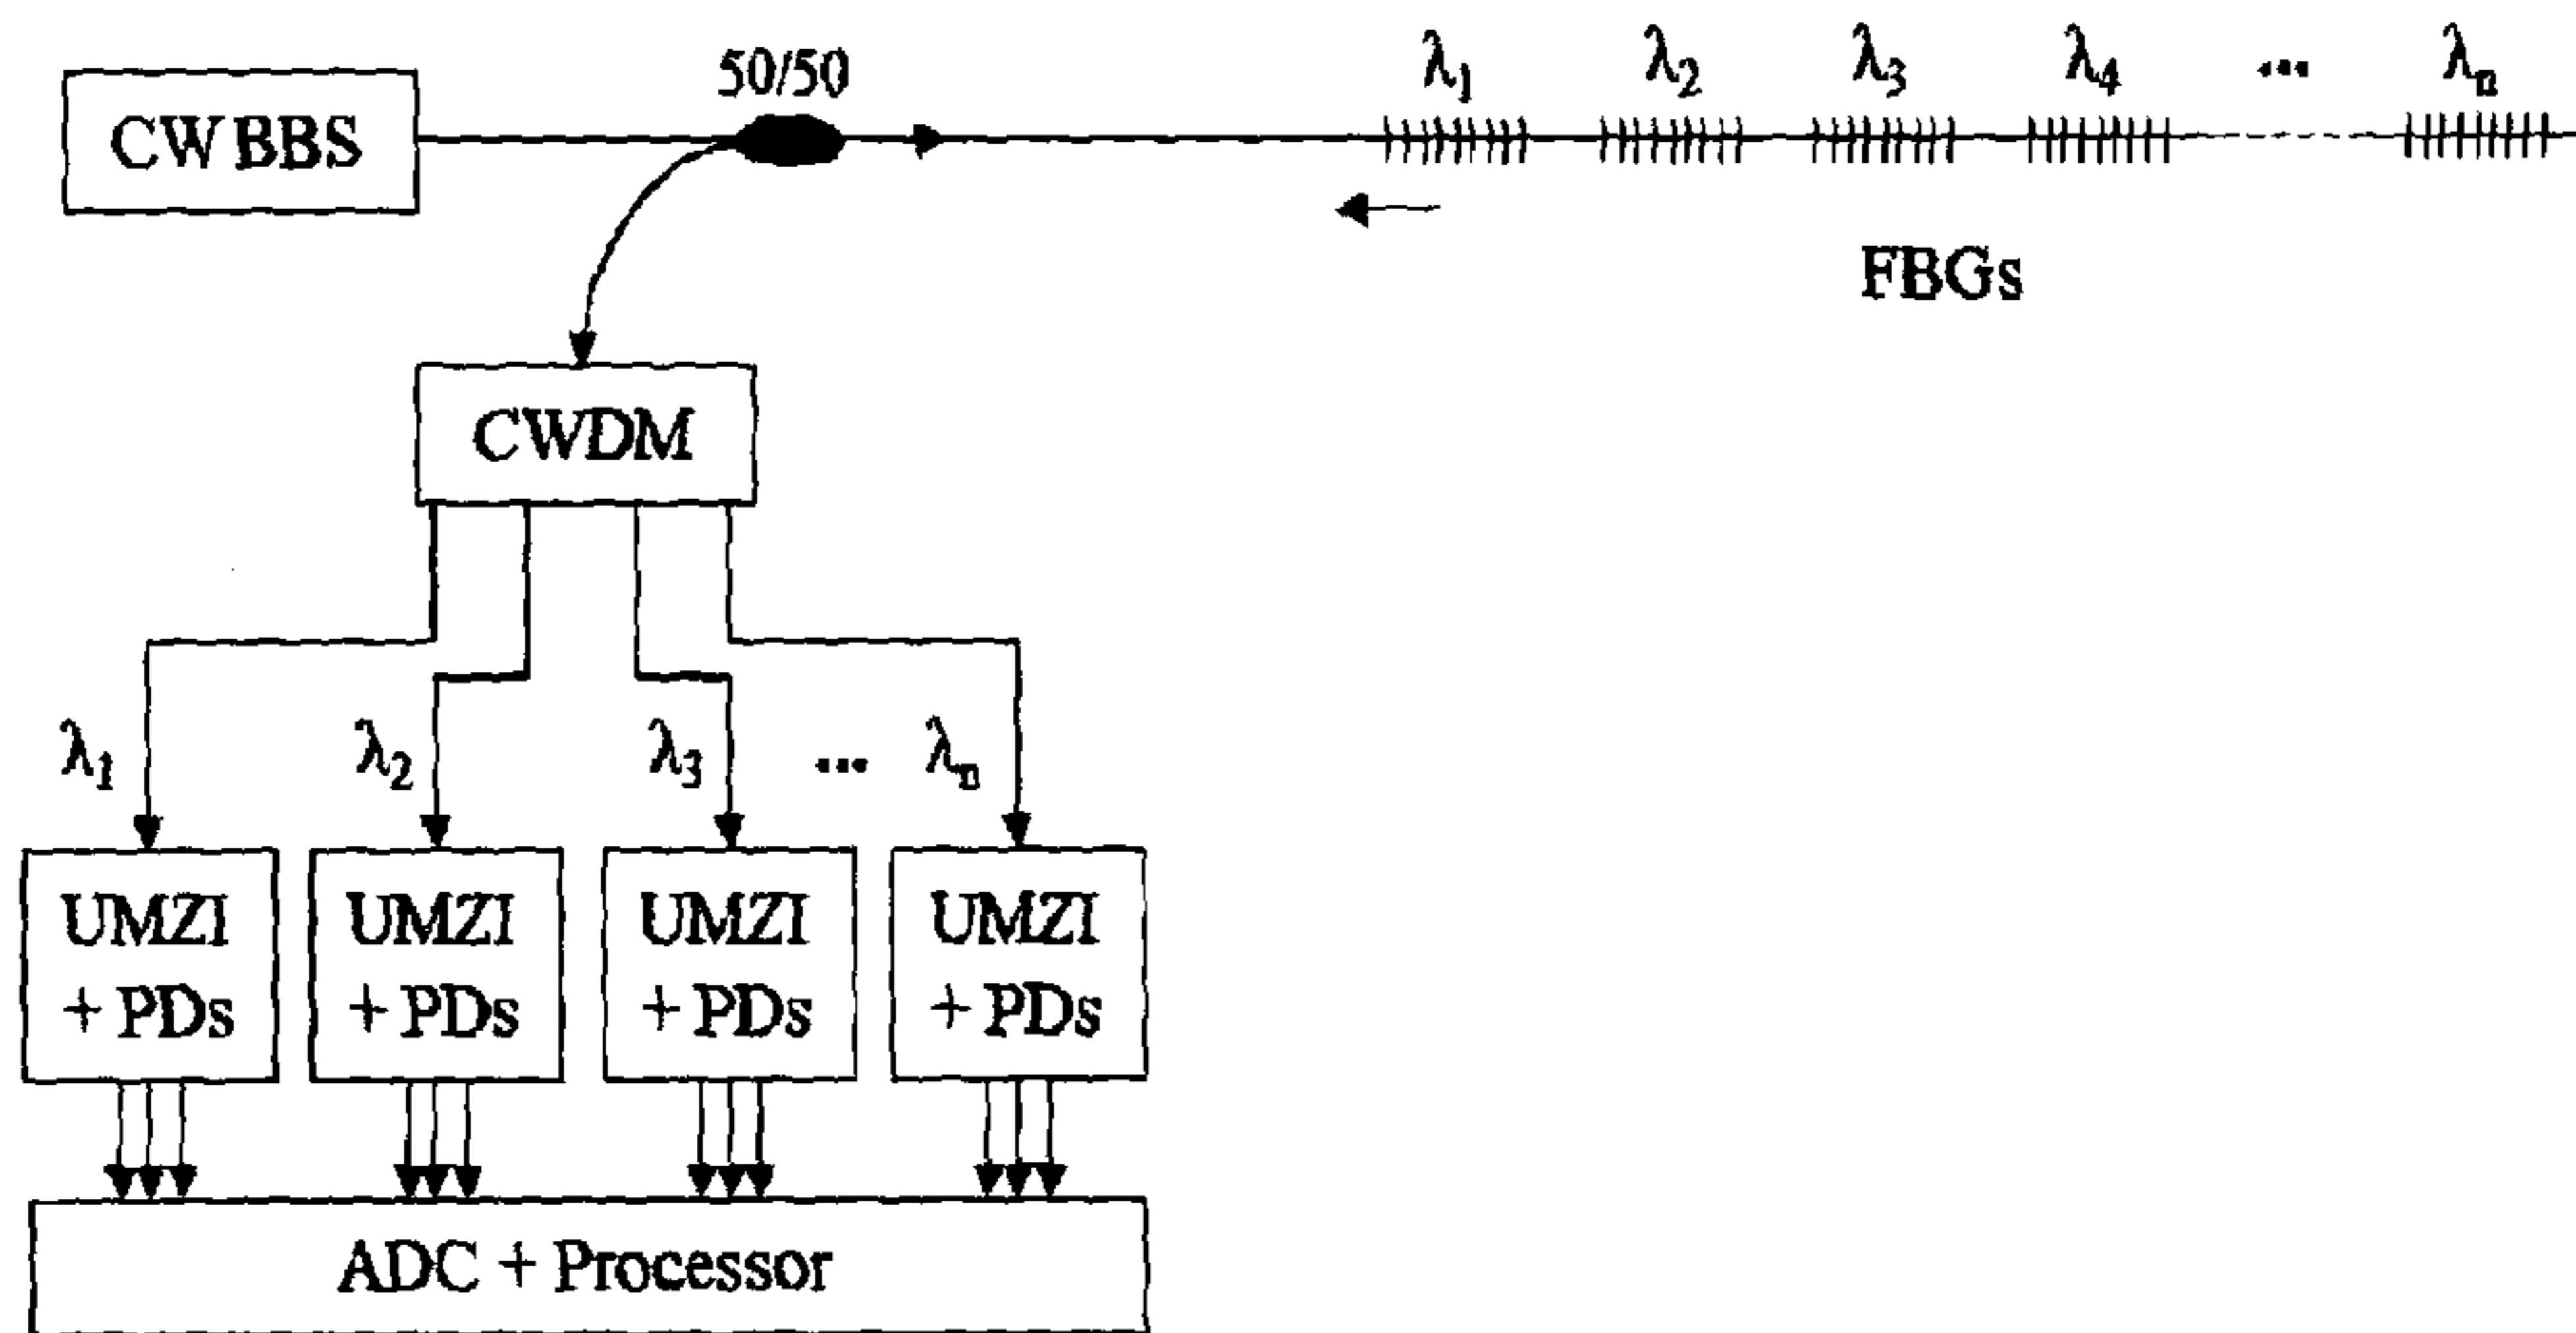 50/50
λ1 λ2 λ3 λ4 ... λn
CW BBS
FBGs
CWDM
λ1 λ2 λ3 ... λn
UMZI + PDs
UMZI + PDs
UMZI + PDs
UMZI + PDs
ADC + Processor